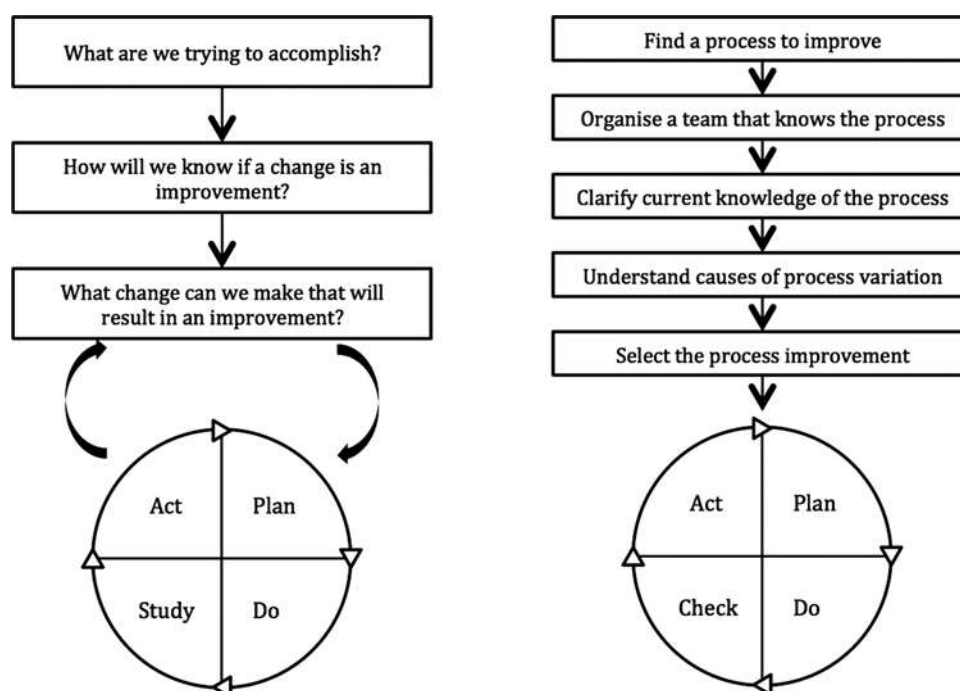 What are we trying to accomplish?
How will we know if a change is an
improvement?
What change can we make that will
result in an improvement?
Act
Plan
Study
Do
Find a process to improve
Organise a team that knows the process
Clarify current knowledge of the process
Understand causes of process variation
Select the process improvement
Act
Plan
Check
Do